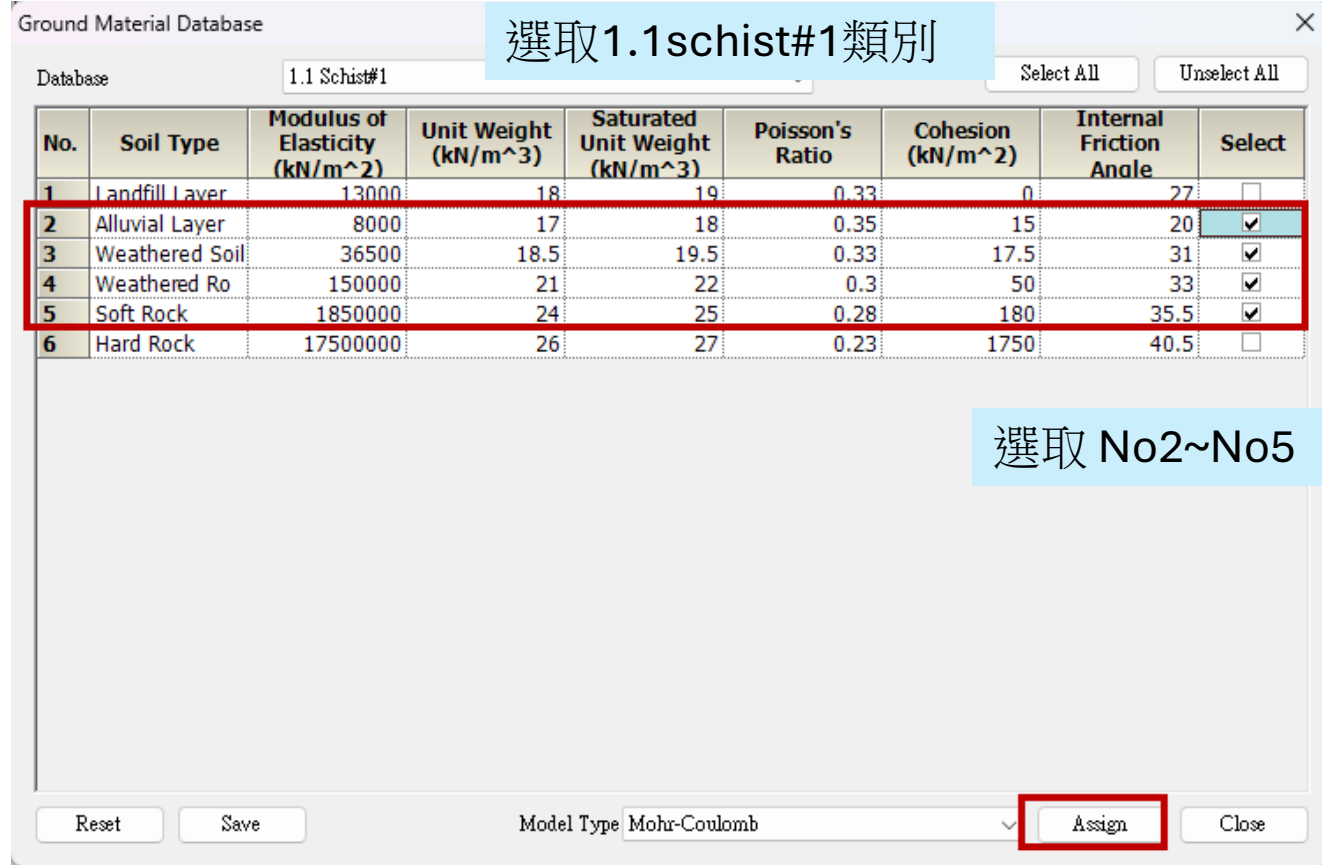 Ground Material Database
選取1.1schist#1類別
Database 1.1 Schist#1 Select All Unselect All
No. Soil Type Modulus of Elasticity (kN/m^2) Unit Weight (kN/m^3) Saturated Unit Weight (kN/m^3) Poisson's Ratio Cohesion (kN/m^2) Internal Friction Angle Select
1 Landfill Layer 13000 18 19 0.33 0 27
2 Alluvial Layer 8000 17 18 0.35 15 20
3 Weathered Soil 36500 18.5 19.5 0.33 17.5 31
4 Weathered Ro 150000 21 22 0.3 50 33
5 Soft Rock 1850000 24 25 0.28 180 35.5
6 Hard Rock 17500000 26 27 0.23 1750 40.5
選取 No2~No5
Reset Save Model Type Mohr-Coulomb Assign Close